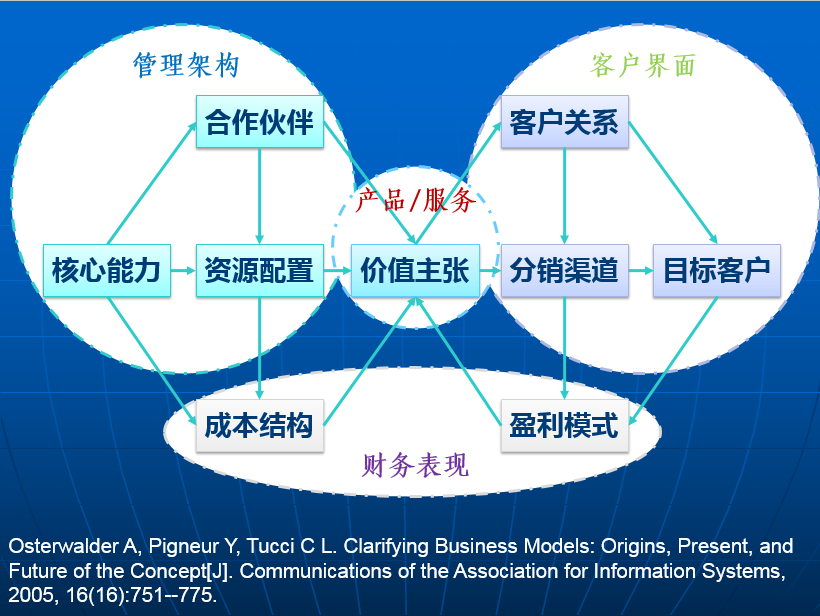 管理架构
客户界面
合作伙伴
客户关系
产品/服务
核心能力
资源配置
价值主张
分销渠道
目标客户
成本结构
盈利模式
财务表现
Osterwalder A, Pigneur Y, Tucci C L. Clarifying Business Models: Origins, Present, and
Future of the Concept[J]. Communications of the Association for Information Systems,
2005, 16(16):751--775.